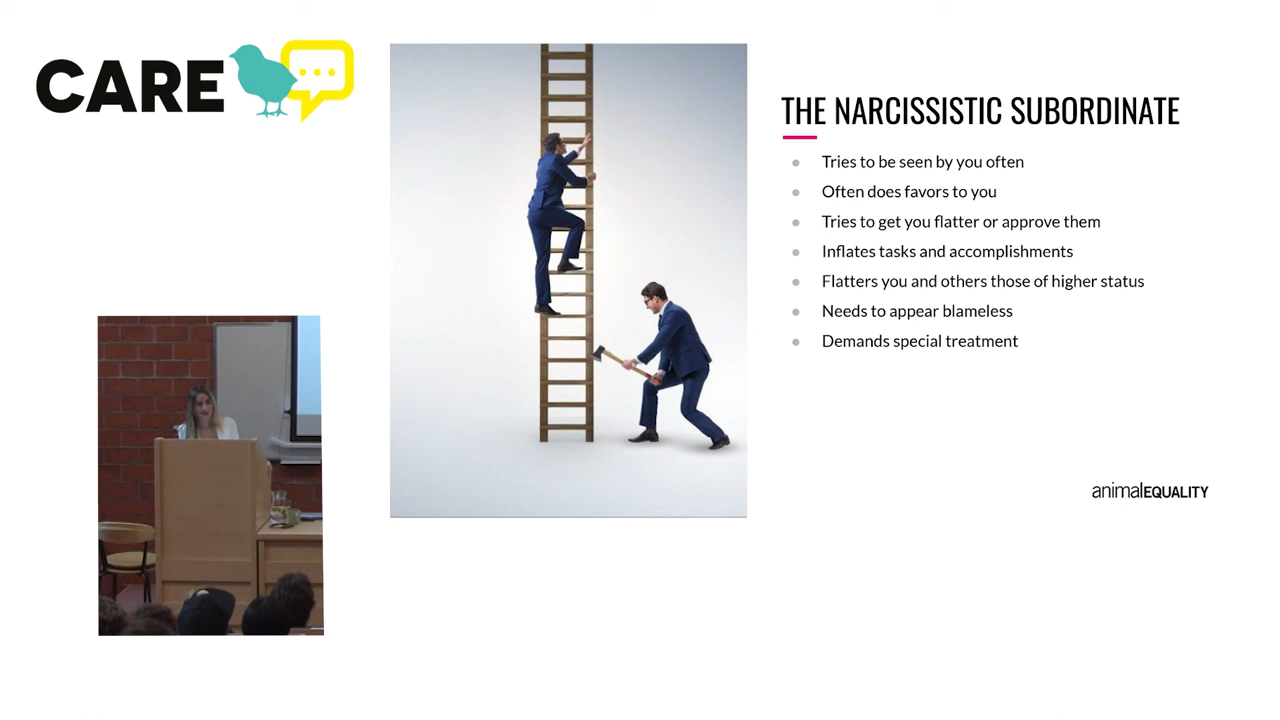 CARE
THE NARCISSISTIC SUBORDINATE
Tries to be seen by you often
Often does favors to you
Tries to get you flatter or approve them
Inflates tasks and accomplishments
Flatters you and others those of higher status
Needs to appear blameless
Demands special treatment
animalEQUALITY